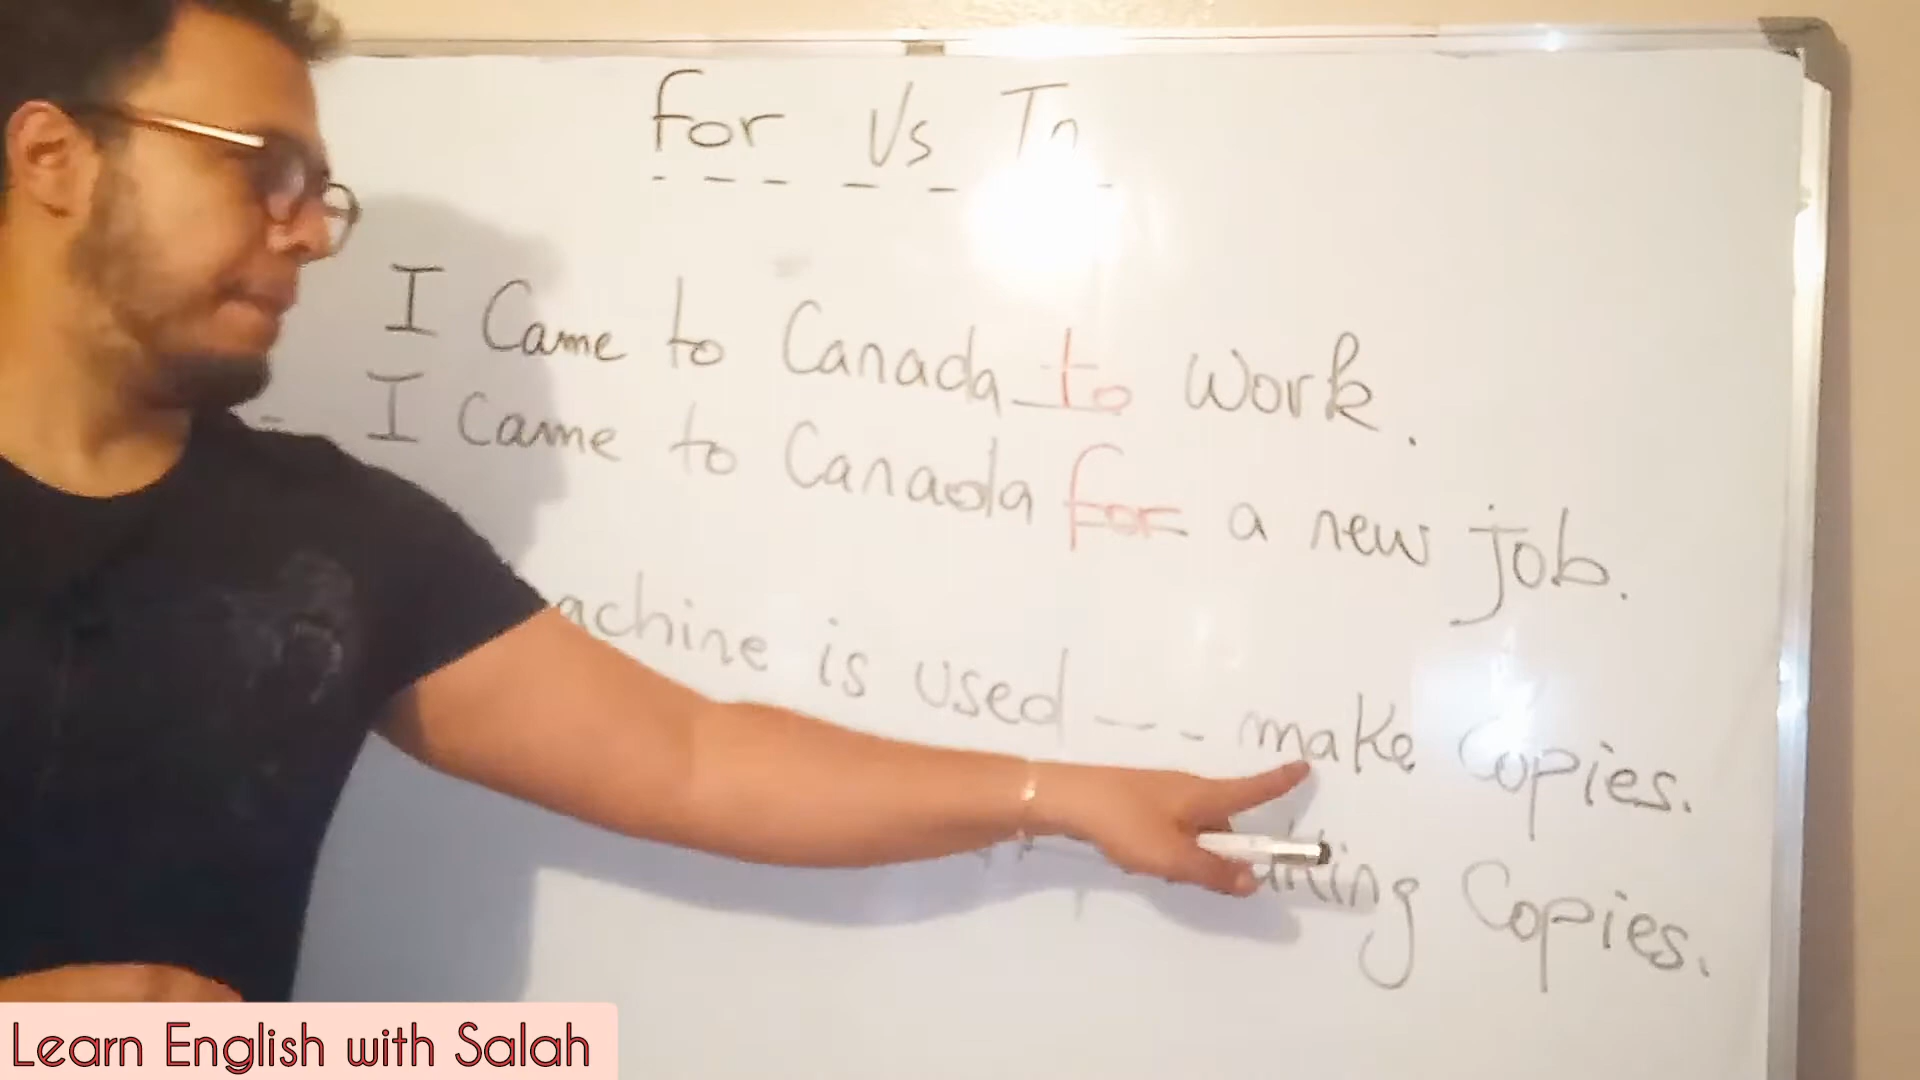 for Vs To
I Came to Canada to work.
I Came to Canada for a new job.
achine is used --- make Copies.
aking Copies.
Learn English with Salah